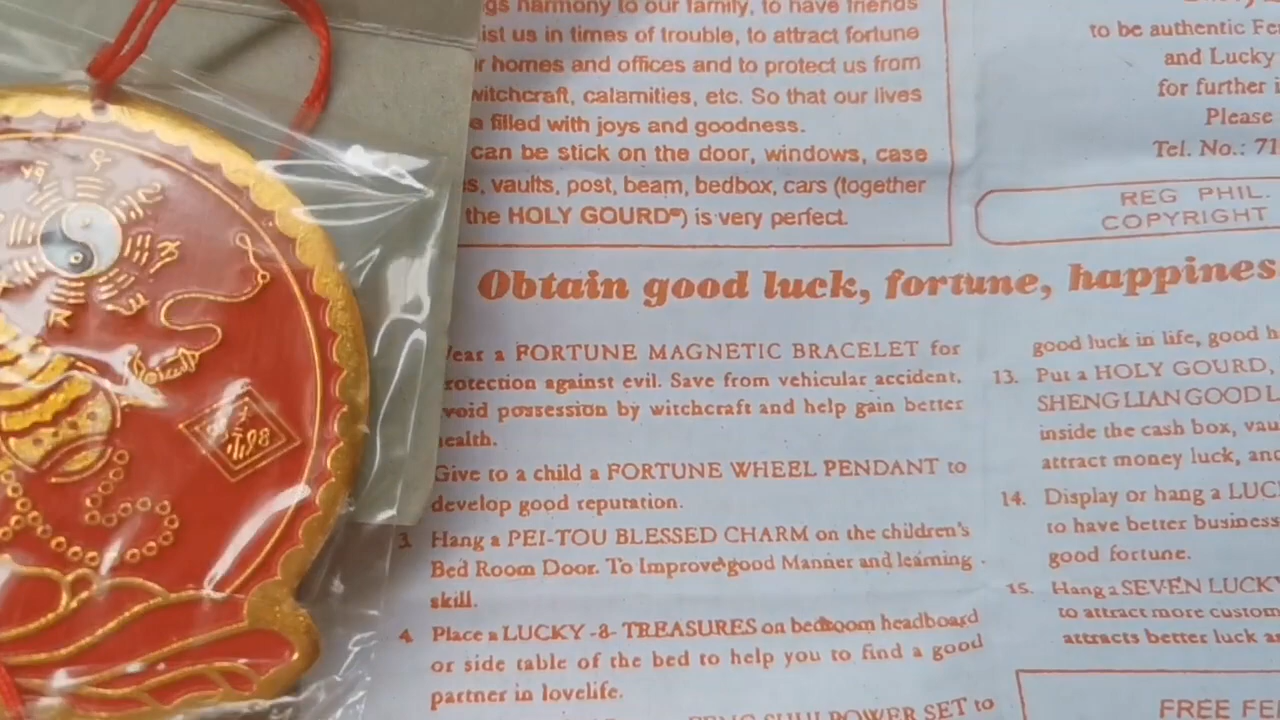 gs harmony to our family, to have friends
ist us in times of trouble, to attract fortune
r homes and offices and to protect us from
witchcraft, calamities, etc. So that our lives
e filled with joys and goodness.
can be stick on the door, windows, case
s, vaults, post, beam, bedbox, cars (together
the HOLY GOURD®) is very perfect.
to be authentic Fe
and Lucky
for further i
Please
Tel. No.: 71
REG PHIL.
COPYRIGHT
Obtain good luck, fortune, happines
ear a FORTUNE MAGNETIC BRACELET for
rotection against evil. Save from vehicular accident,
void possession by witchcraft and help gain better
ealth.
Give to a child a FORTUNE WHEEL PENDANT to
develop good reputation.
3. Hang a PEI-TOU BLESSED CHARM on the children's
Bed Room Door. To Improve good Manner and learning
skill.
4. Place a LUCKY -8- TREASURES on bedroom headboard
or side table of the bed to help you to find a good
partner in lovelife.
POWER SET to
good luck in life, good h
13. Put a HOLY GOURD,
SHENG LIAN GOOD L
inside the cash box, vau
attract money luck, and
14. Display or hang a LUC
to have better business
good fortune.
15. Hang a SEVEN LUCKY
to attract more custom
attracts better luck a
FREE FE